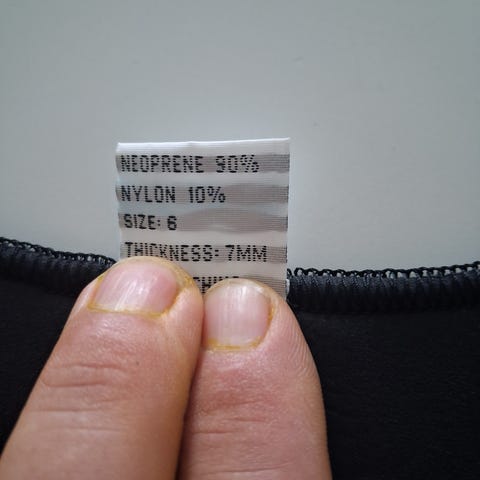 NEOPRENE 90%
NYLON 10%
SIZE: 6
THICKNESS: 7MM